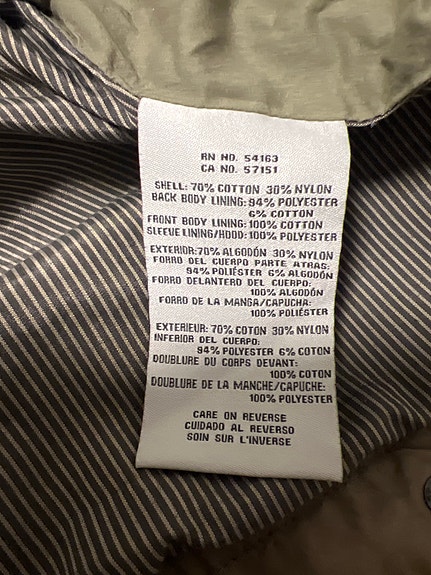 RN NO. 54163
CA NO. 57151
SHELL: 70% COTTON 30% NYLON
BACK BODY LINING: 94% POLYESTER
6% COTTON
FRONT BODY LINING: 100% COTTON
SLEEVE LINING/HOOD: 100% POLYESTER
EXTERIOR: 70% ALGODÓN 30% NYLON
FORRO DEL CUERPO PARTE ATRAS:
94% POLIÉSTER 6% ALGODÓN
FORRO DELANTERO DEL CUERPO:
100% ALGODÓN
FORRO DE LA MANGA/CAPUCHA:
100% POLIÉSTER
EXTERIEUR: 70% COTON 30% NYLON
INFERIOR DEL CUERPO:
94% POLYESTER 6% COTON
DOUBLURE DU CORPS DEVANT:
100% COTON
DOUBLURE DE LA MANCHE/CAPUCHE:
100% POLYESTER
CARE ON REVERSE
CUIDADO AL REVERSO
SOIN SUR L'INVERSE